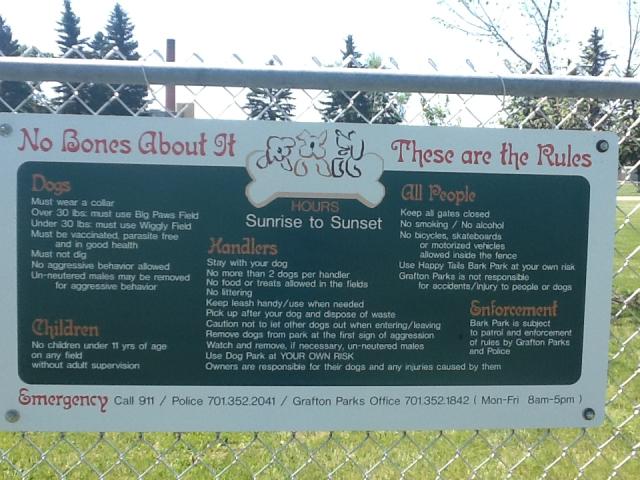 No Bones About It
These are the Rules
HOURS
Sunrise to Sunset
Dogs
Must wear a collar
Over 30 lbs: must use Big Paws Field
Under 30 lbs: must use Wiggly Field
Must be vaccinated, parasite free
and in good health
Must not dig
No aggressive behavior allowed
Un-neutered males may be removed
for aggressive behavior
Children
No children under 11 yrs of age
on any field
without adult supervision
Handlers
Stay with your dog
No more than 2 dogs per handler
No food or treats allowed in the fields
No littering
Keep leash handy/use when needed
Pick up after your dog and dispose of waste
Caution not to let other dogs out when entering/leaving
Remove dogs from park at the first sign of aggression
Watch and remove, if necessary, un-neutered males
Use Dog Park at YOUR OWN RISK
Owners are responsible for their dogs and any injuries caused by them
All People
Keep all gates closed
No smoking / No alcohol
No bicycles, skateboards
or motorized vehicles
allowed inside the fence
Use Happy Tails Bark Park at your own risk
Grafton Parks is not responsible
for accidents/injury to people or dogs
Enforcement
Bark Park is subject
to patrol and enforcement
of rules by Grafton Parks
and Police
Emergency Call 911 / Police 701.352.2041 / Grafton Parks Office 701.352.1842 ( Mon-Fri 8am-5pm )